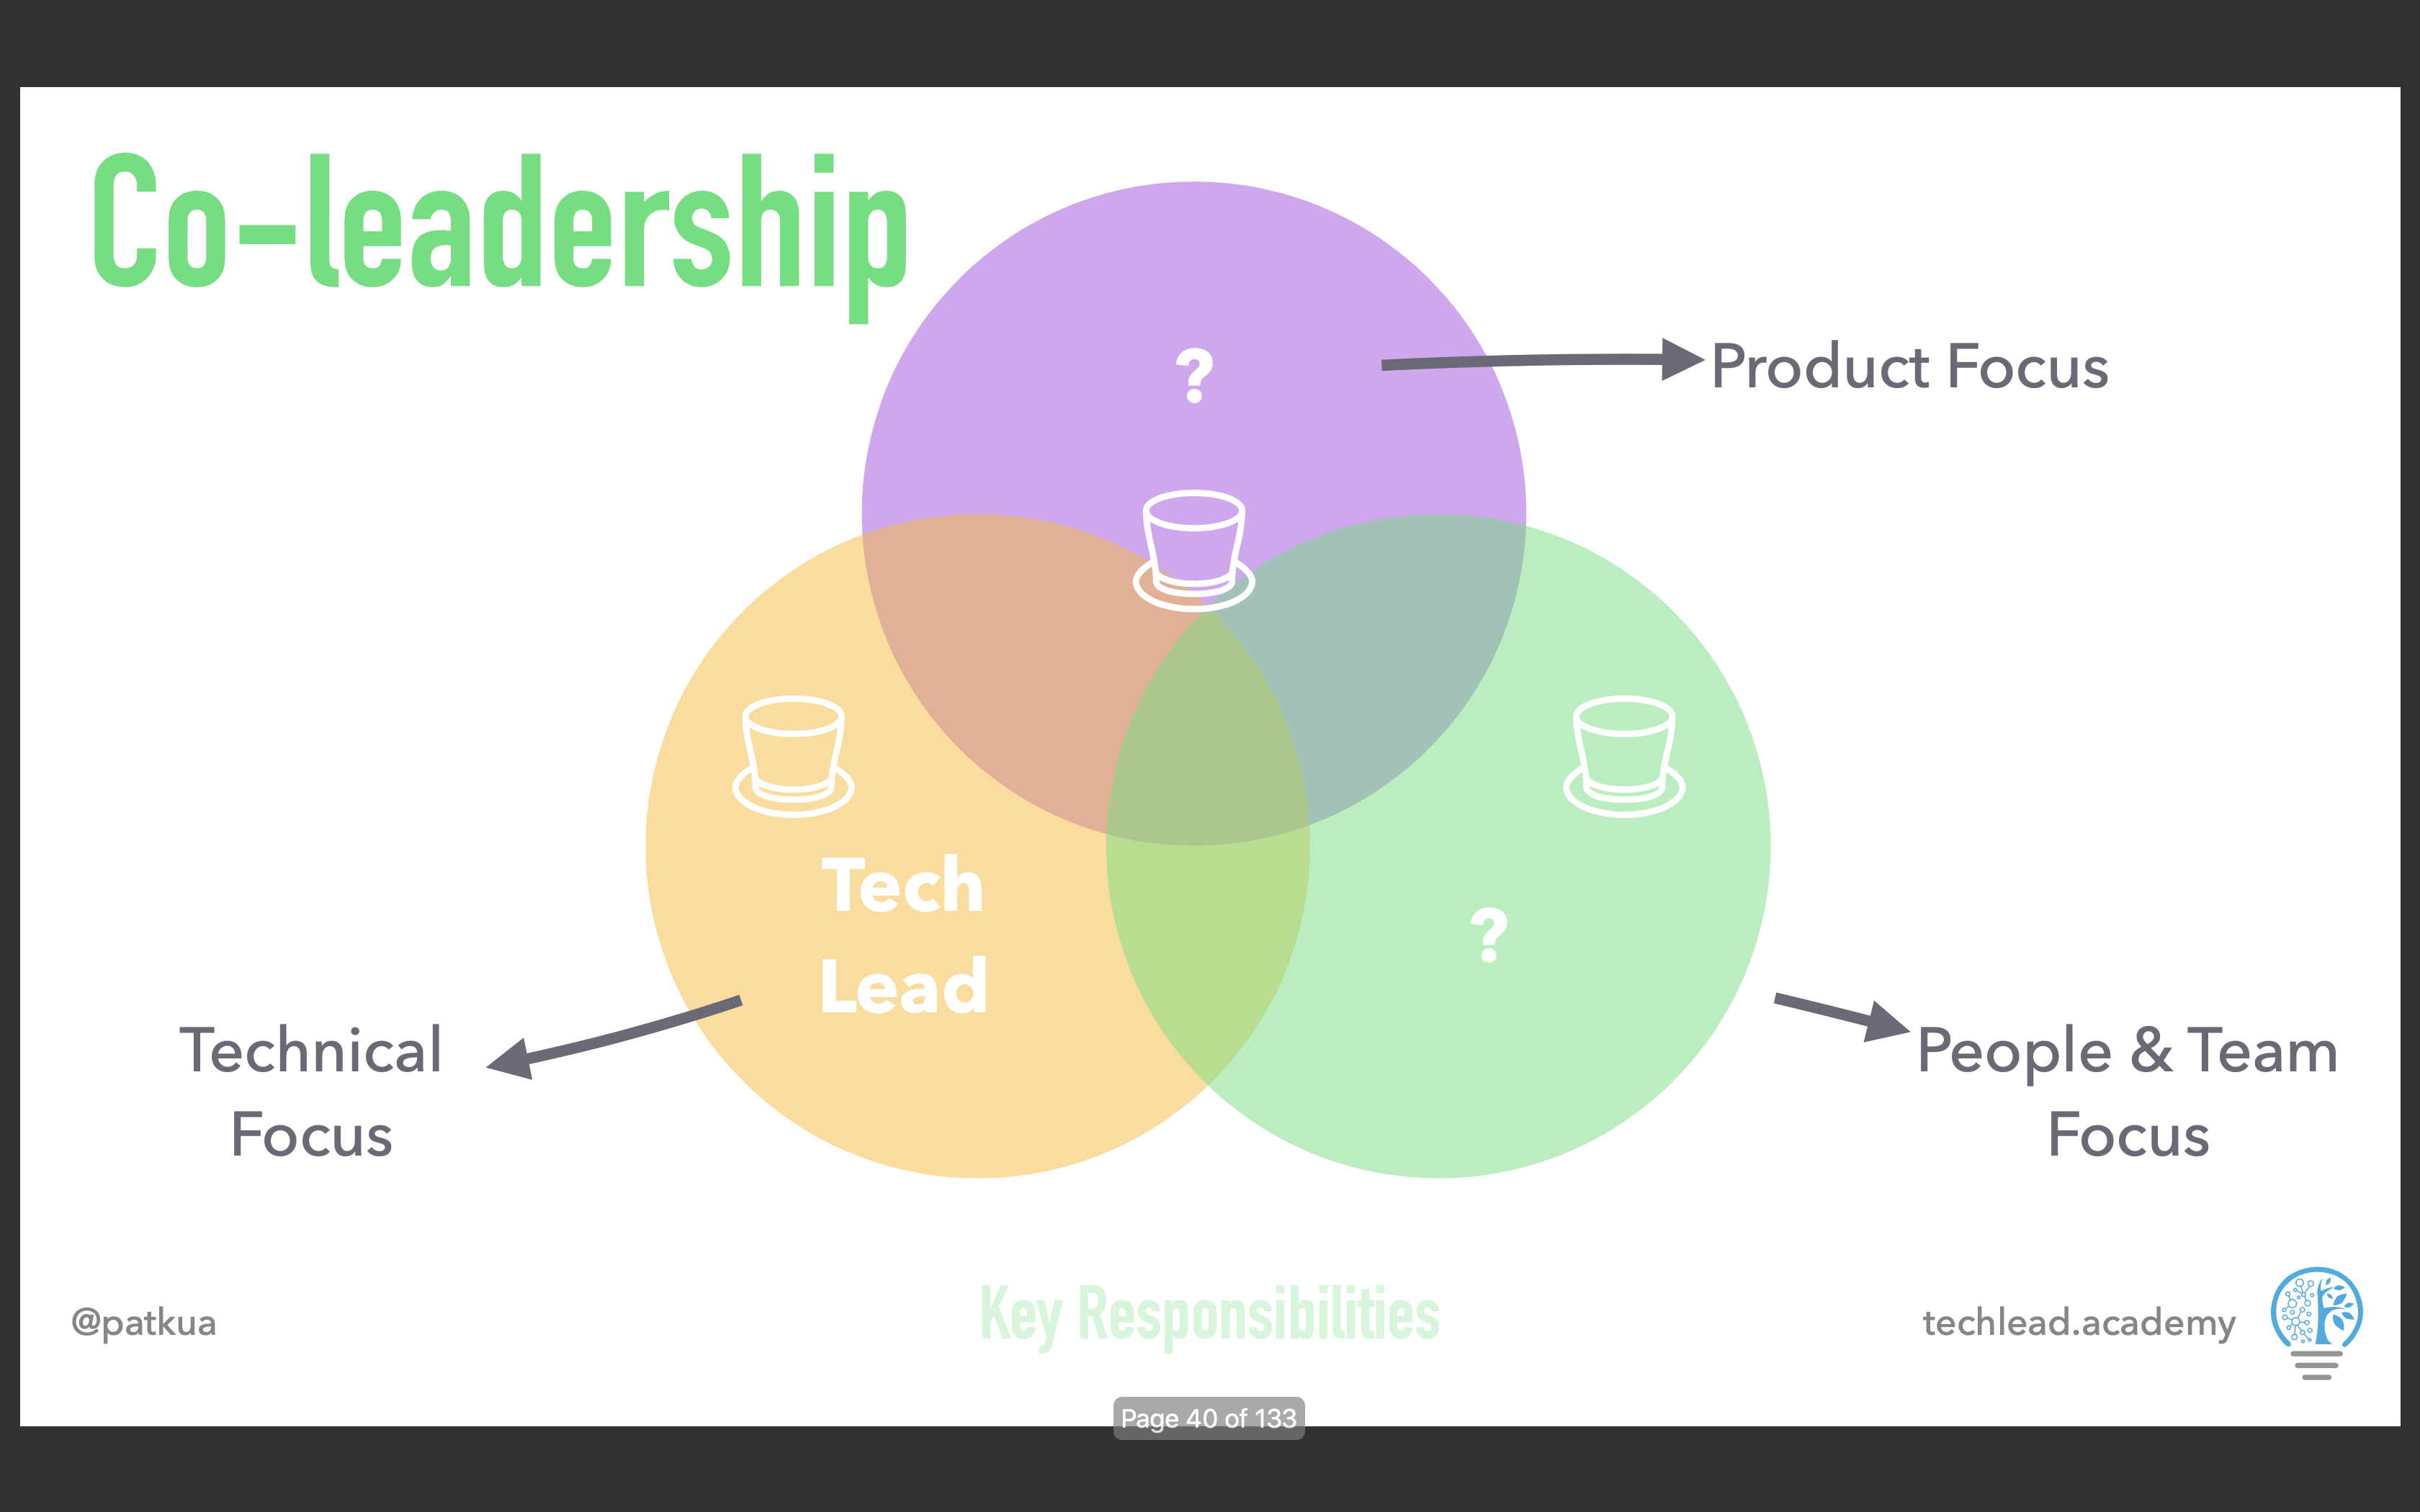 Co-leadership
?
Product Focus
Tech
Lead
?
Technical
Focus
People & Team
Focus
@patkua
Key Responsibilities
techlead.academy
Page 40 of 133